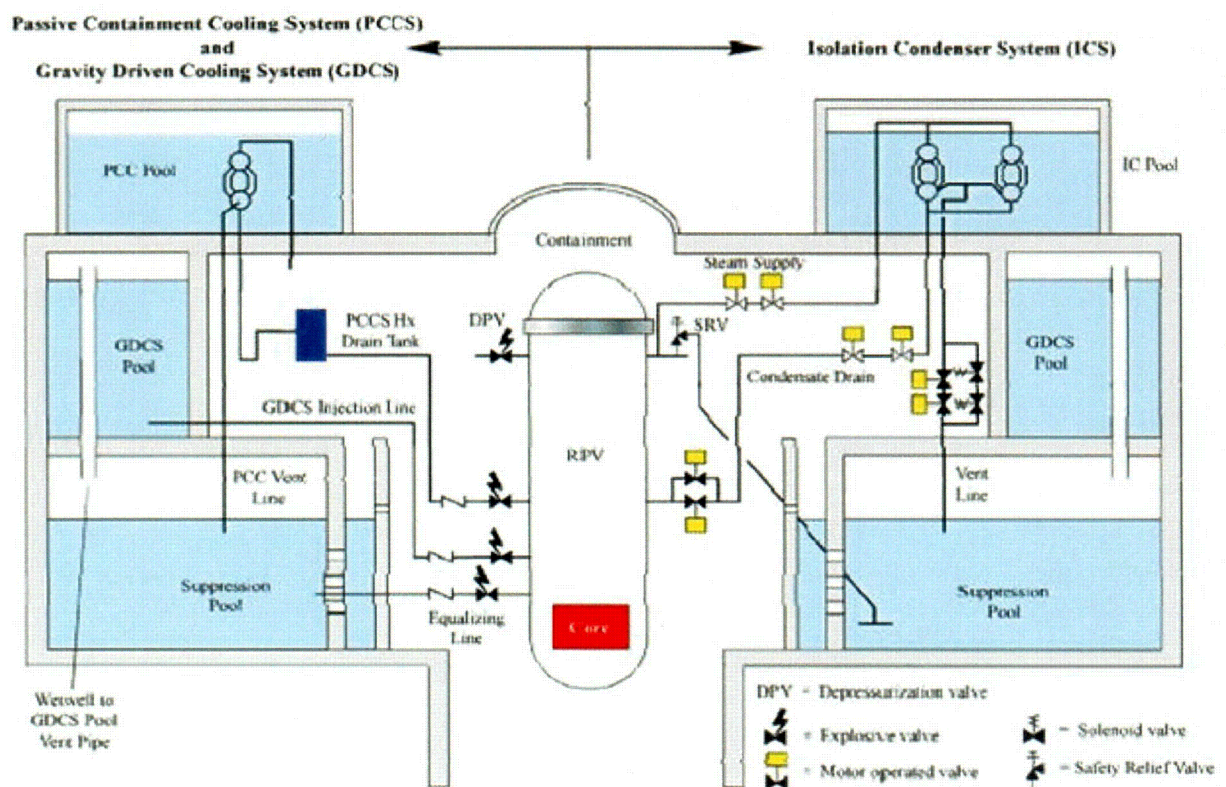 Passive Containment Cooling System (PCCS)
and
Gravity Driven Cooling System (GDCS)
Isolation Condenser System (ICS)
PCC Pool
IC Pool
Containment
Steam Supply
DPV
SRV
PCCS Hx
Drain Tank
GDCS
Pool
GDCS
Pool
Condensate Drain
GDCS Injection Line
RPV
PCC Vent
Line
Vent
Line
Suppression
Pool
Suppression
Pool
Equalizing
Line
Core
Wetwell to
GDCS Pool
Vent Pipe
DPV = Depressurization valve
= Explosive valve
= Solenoid valve
= Motor operated valve
= Safety Relief Valve